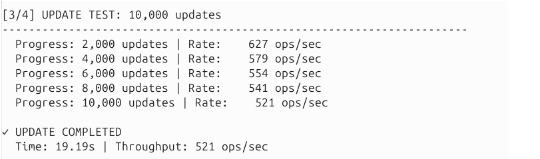 [3/4] UPDATE TEST: 10,000 updates
----------------------------------------------------------------------
Progress: 2,000 updates | Rate:    627 ops/sec
Progress: 4,000 updates | Rate:    579 ops/sec
Progress: 6,000 updates | Rate:    554 ops/sec
Progress: 8,000 updates | Rate:    541 ops/sec
Progress: 10,000 updates | Rate:    521 ops/sec
✓ UPDATE COMPLETED
Time: 19.19s | Throughput: 521 ops/sec